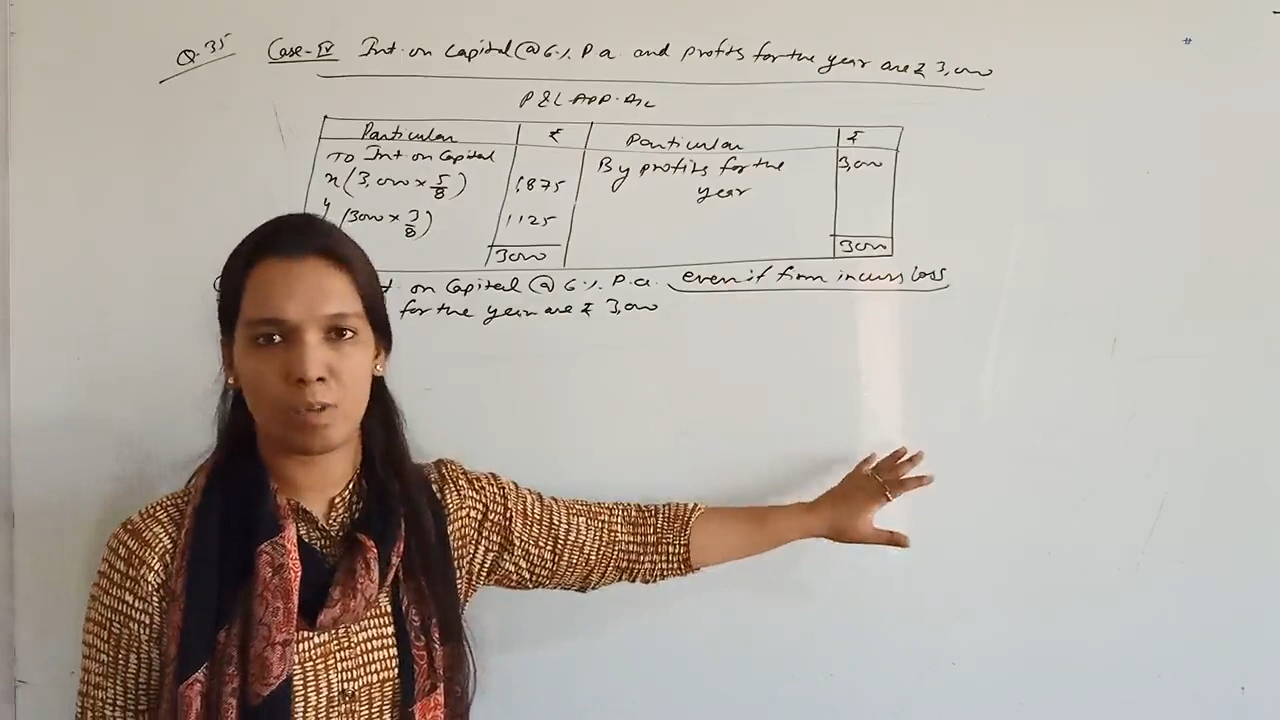 Q.35 Case-IV Int. on Capital @ 6% P.a. and profits for the year are ₹ 3,000
P&L APP. A/c
Particular ₹ Particular ₹
To Int on Capital By profits for the 3,000
x (3,000 × 5/8) 1,875 year
y (3000 × 3/8) 1125
3000 3000
on Capital @ 6% P.a. even if firm incurs loss
for the year are ₹ 3,000